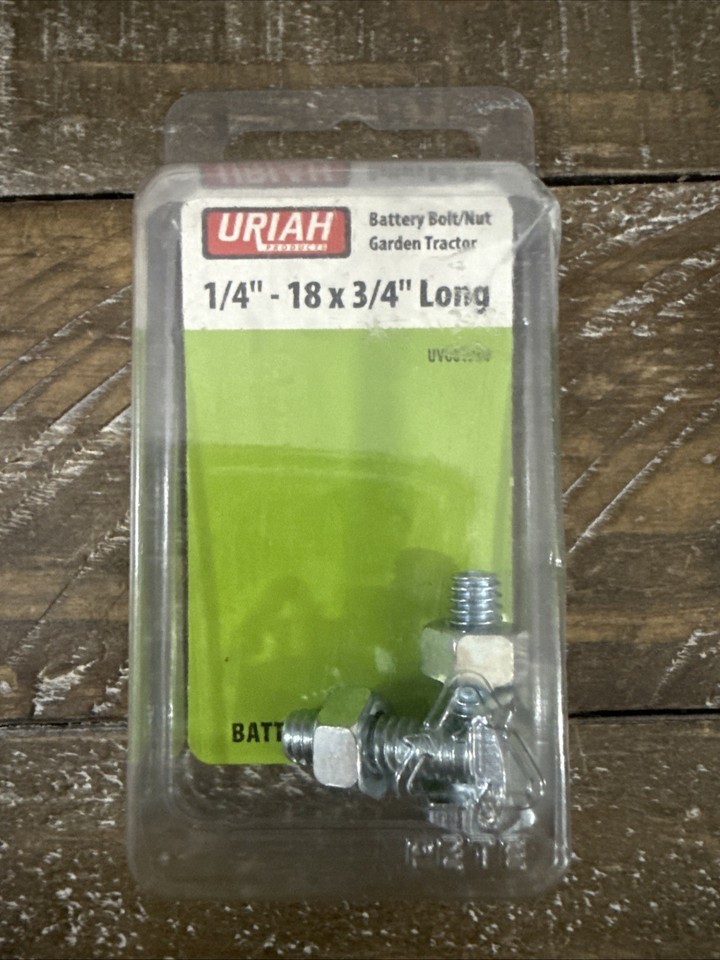 URIAH
PRODUCTS
Battery Bolt/Nut
Garden Tractor
1/4" - 18 x 3/4" Long
BATT